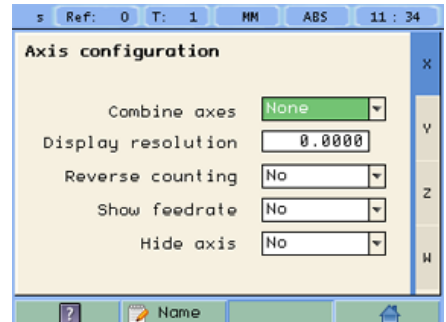 s Ref: 0 T: 1 MM ABS 11 : 34
Axis configuration
X
Combine axes None
Y
Display resolution 0.0000
Reverse counting No
Z
Show feedrate No
Hide axis No
W
? Name